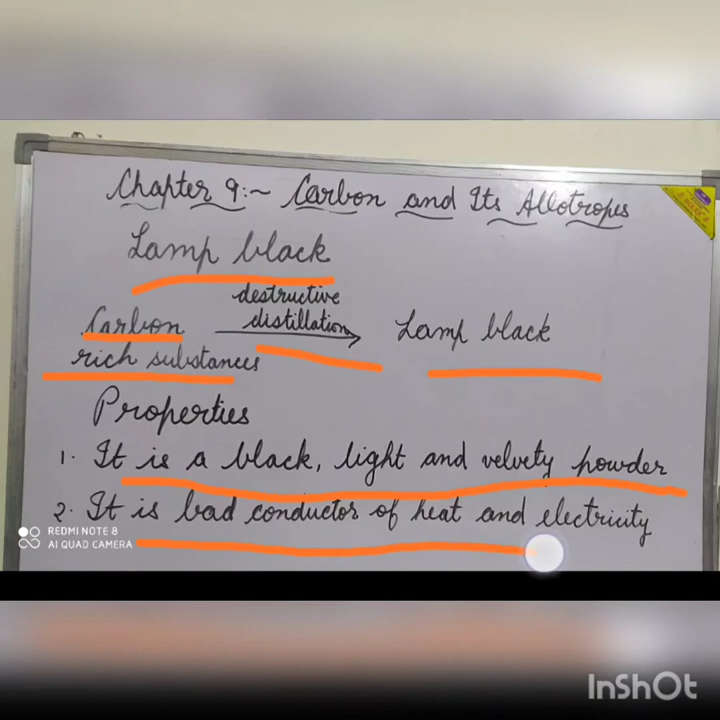 Chapter 9:~ Carbon and Its Allotropes
Lamp black
Carbon rich substances
destructive distillation
Lamp black
Properties
1. It is a black, light and velvety powder
2. It is bad conductor of heat and electricity
REDMI NOTE 8
AI QUAD CAMERA
InShOt